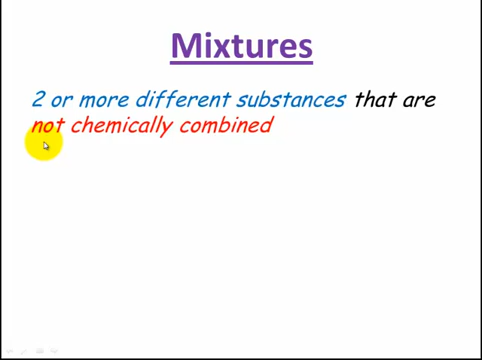 Mixtures
2 or more different substances that are
not chemically combined